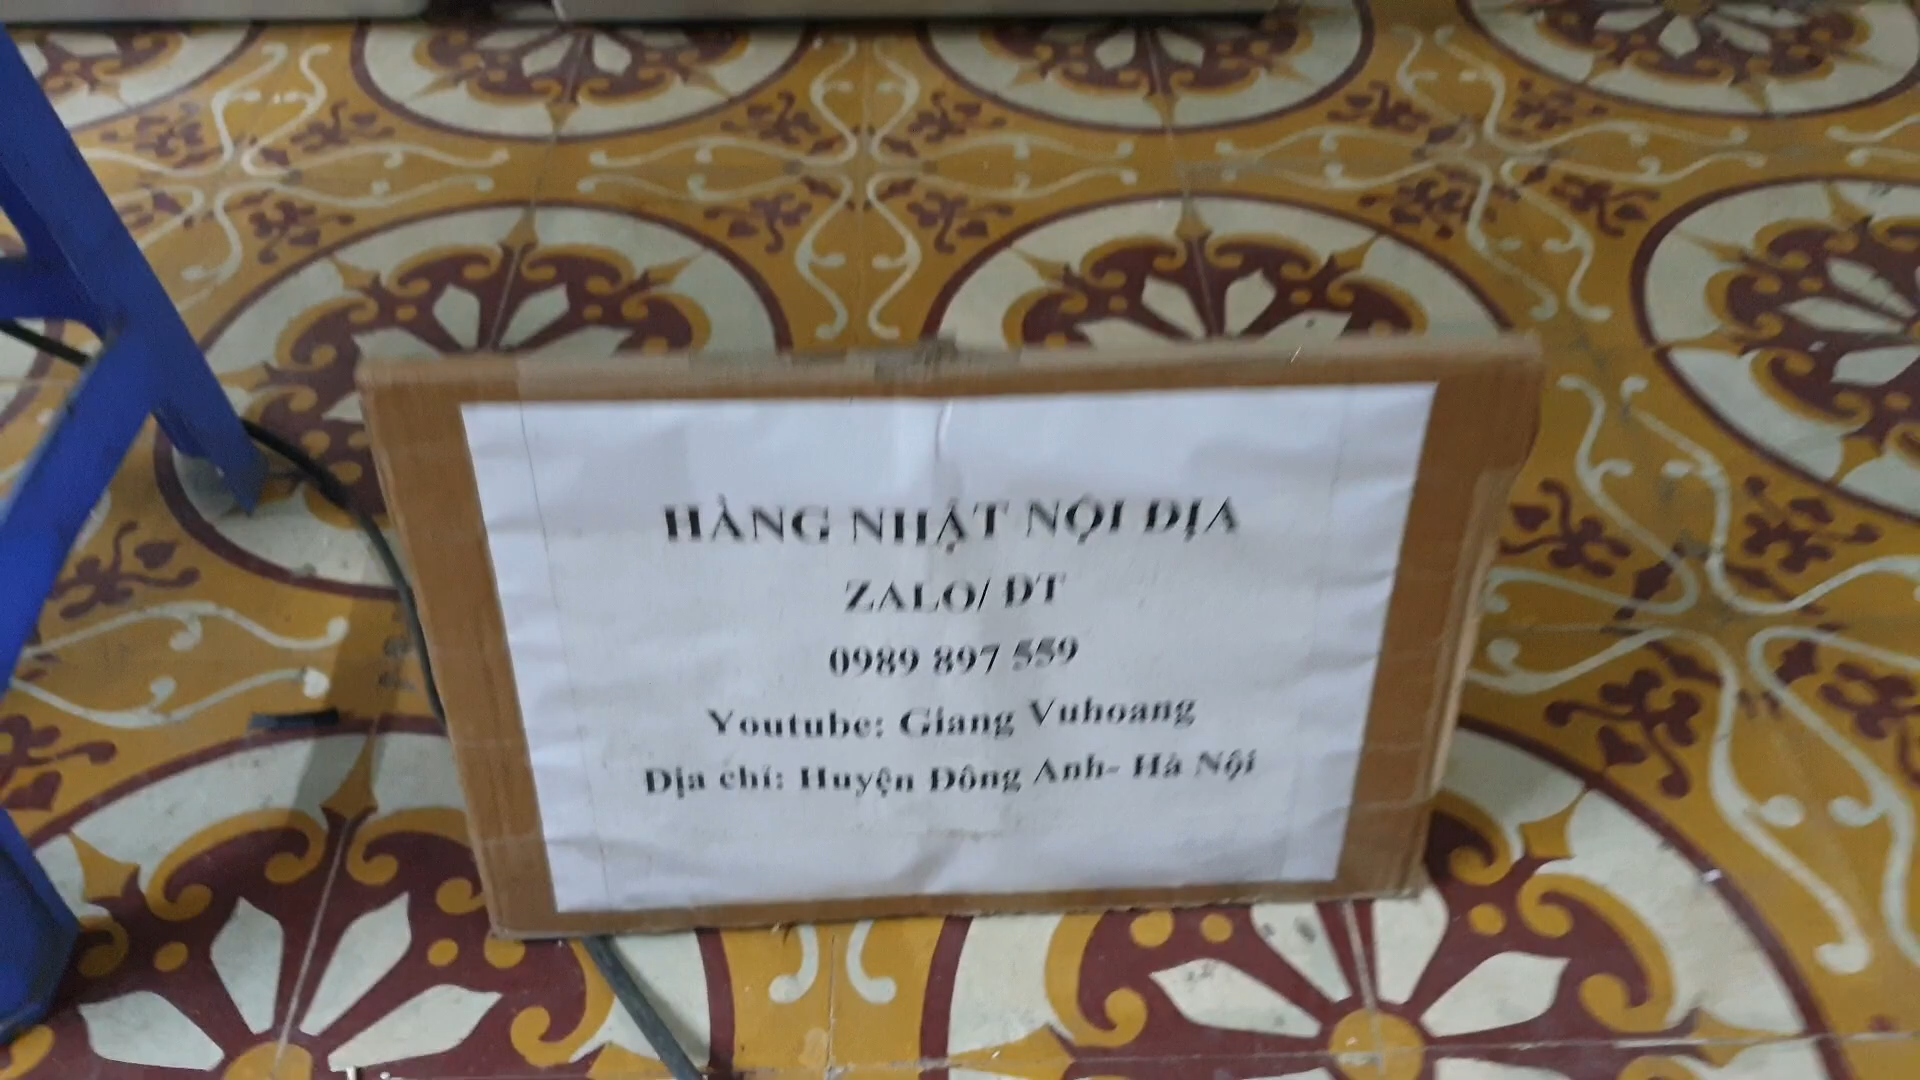 HÀNG NHẬT NỘI ĐỊA
ZALO/ ĐT
0989 897 559
Youtube: Giang Vuhoang
Địa chỉ: Huyện Đông Anh- Hà Nội